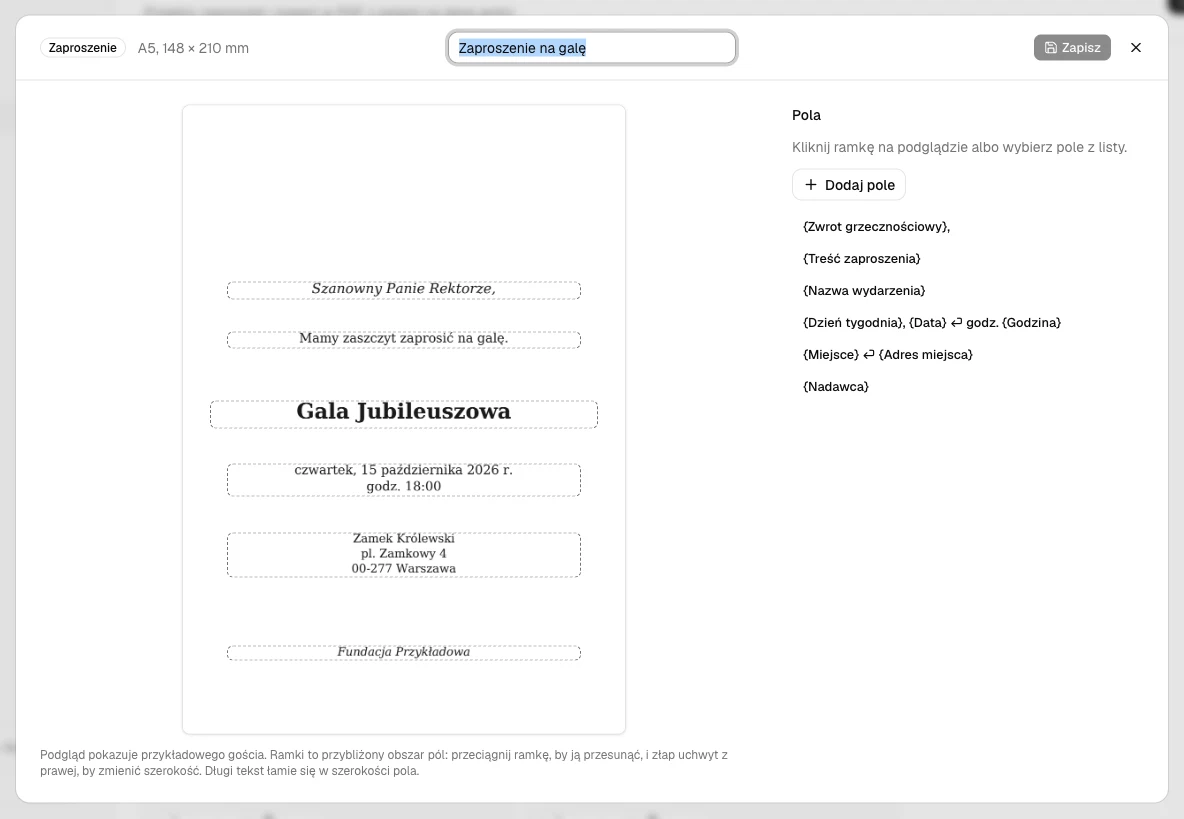 Zaproszenie
A5, 148 × 210 mm
Zaproszenie na galę
Zapisz
Szanowny Panie Rektorze,
Mamy zaszczyt zaprosić na galę.
Gala Jubileuszowa
czwartek, 15 października 2026 r.
godz. 18:00
Zamek Królewski
pl. Zamkowy 4
00-277 Warszawa
Fundacja Przykładowa
Podgląd pokazuje przykładowego gościa. Ramki to przybliżony obszar pól: przeciągnij ramkę, by ją przesunąć, i złap uchwyt z
prawej, by zmienić szerokość. Długi tekst łamie się w szerokości pola.
Pola
Kliknij ramkę na podglądzie albo wybierz pole z listy.
+ Dodaj pole
{Zwrot grzecznościowy},
{Treść zaproszenia}
{Nazwa wydarzenia}
{Dzień tygodnia}, {Data} ↵ godz. {Godzina}
{Miejsce} ↵ {Adres miejsca}
{Nadawca}